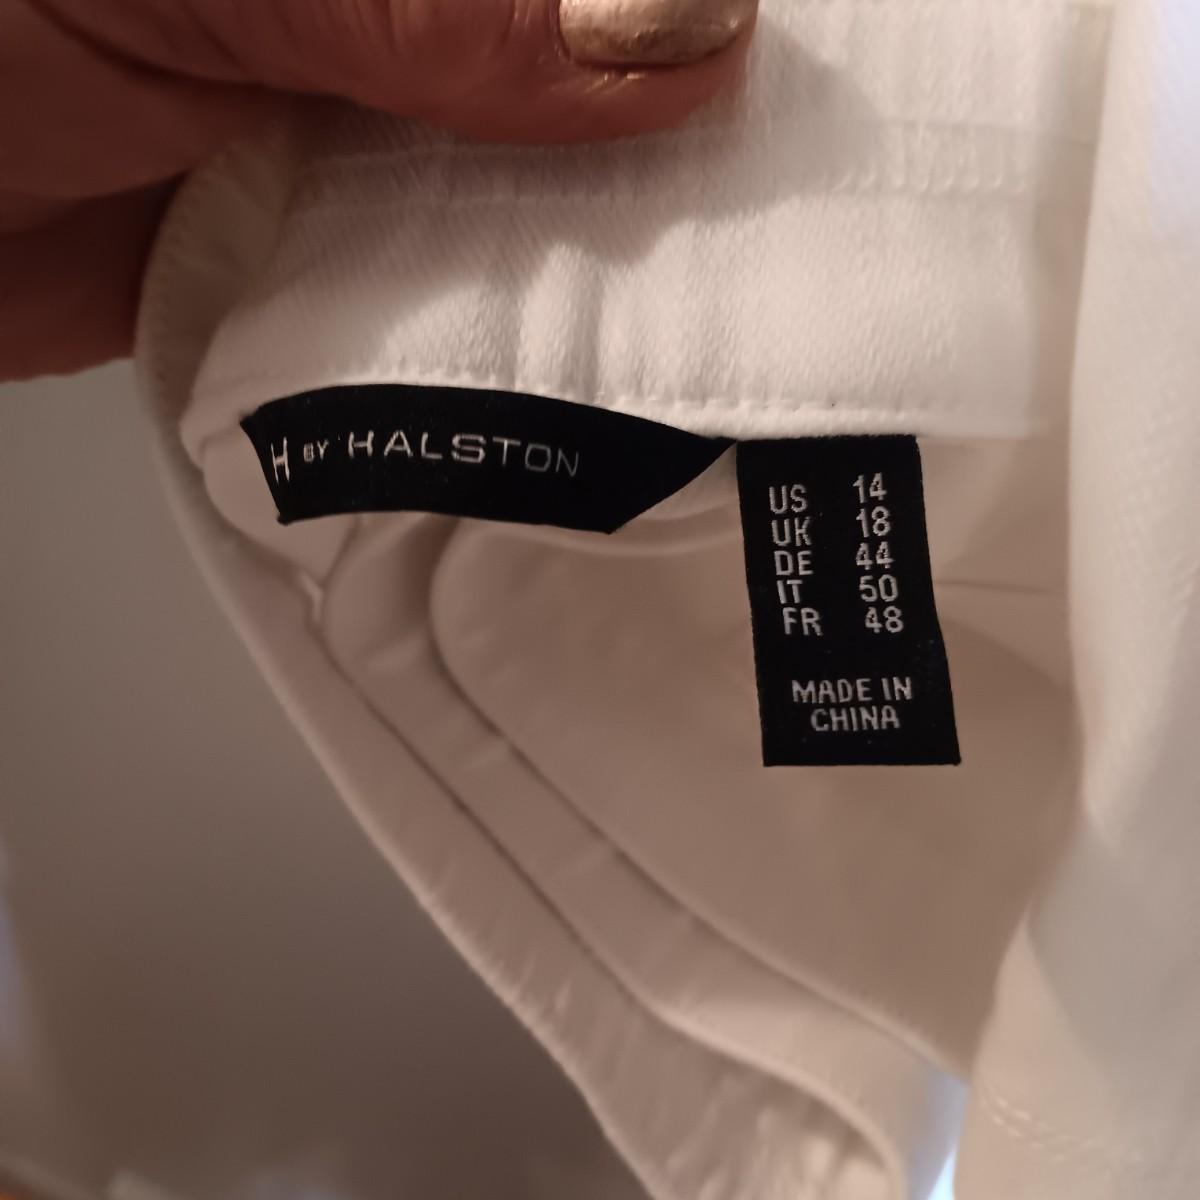 H BY HALSTON
US 14
UK 18
DE 44
IT 50
FR 48
MADE IN
CHINA